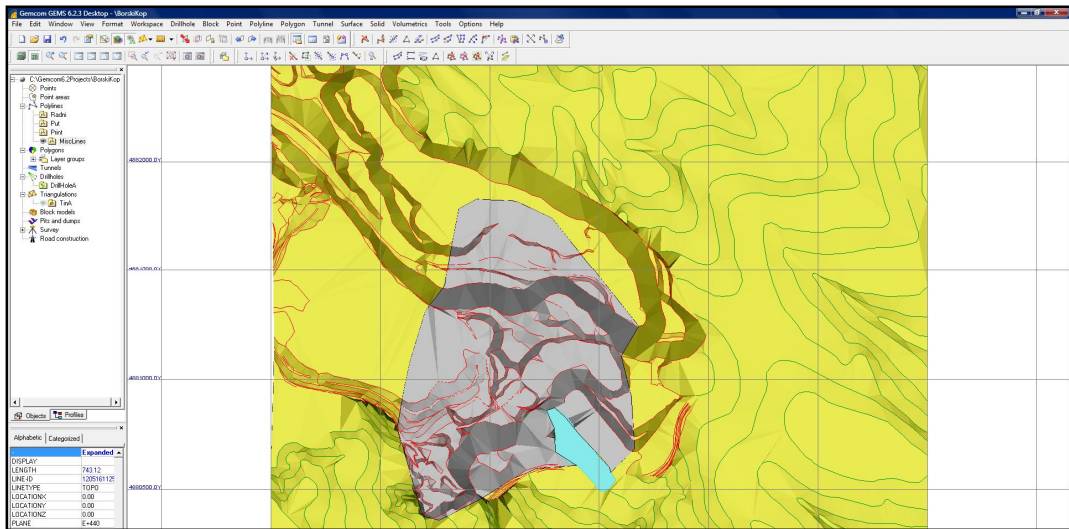 Gemcom GEMS 6.2.3 Desktop - \BorskiKop
File Edit Window View Format Workspace Drillhole Block Point Polyline Polygon Tunnel Surface Solid Volumetrics Tools Options Help
C:\Gemcom6.2Projects\BorskiKop
Points
Point areas
Polylines
Radni
Put
Print
MiscLines
Polygons
Layer groups
Tunnels
Drillholes
DrillHoleA
Triangulations
TinA
Block models
Pits and dumps
Survey
Road construction
Objects Profiles
Alphabetic Categorized
Expanded
DISPLAY
LENGTH 743.12
LINE-ID 1205161125
LINETYPE TOPO
LOCATIONX 0.00
LOCATIONY 0.00
LOCATIONZ 0.00
PLANE E+440